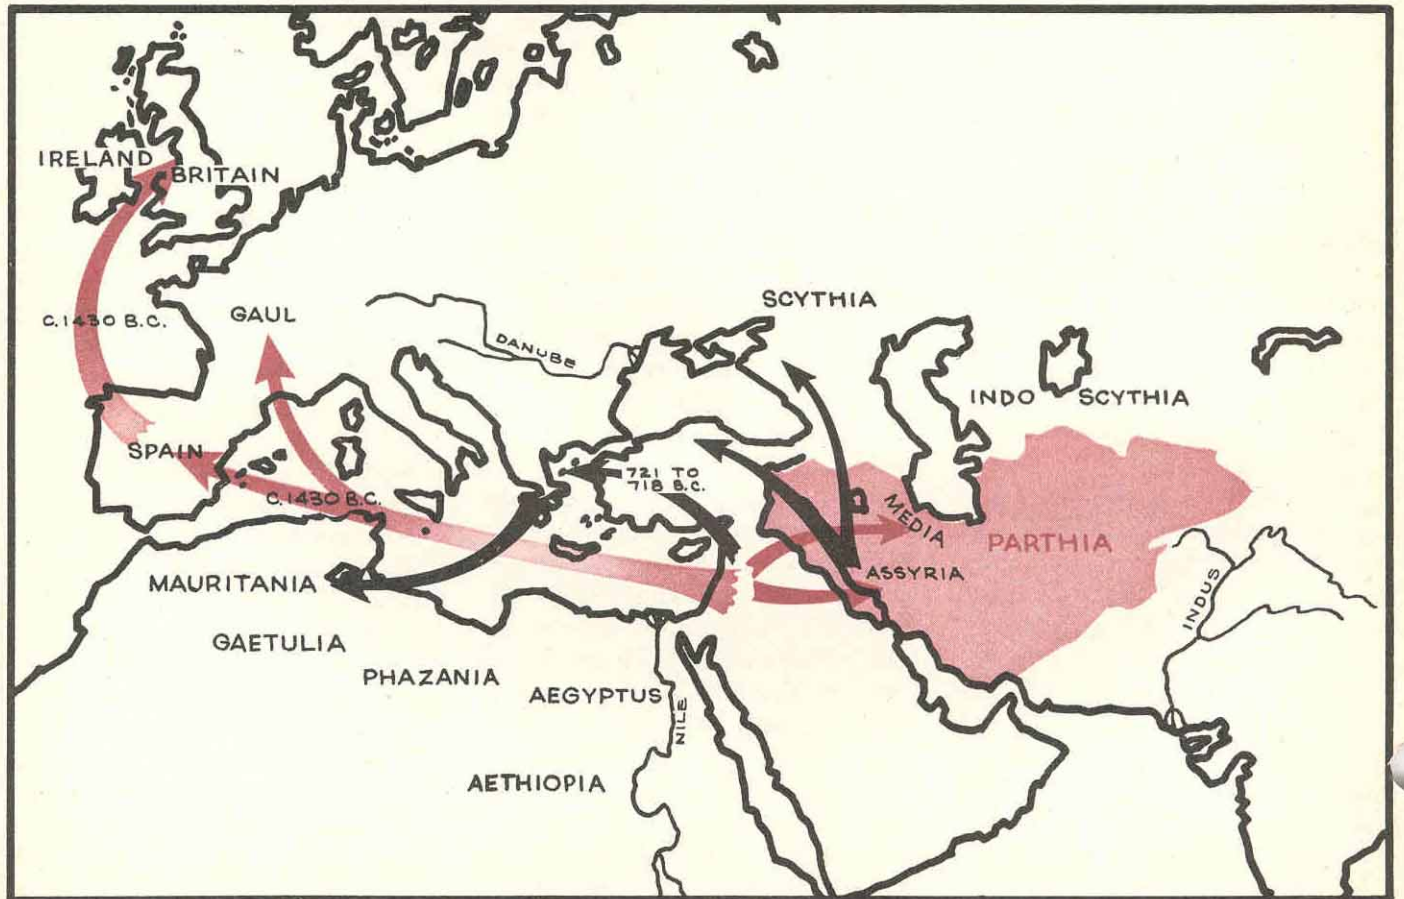 IRELAND
BRITAIN
C. 1430 B.C.
GAUL
SCYTHIA
DANUBE
INDO SCYTHIA
SPAIN
C. 1430 B.C.
721 TO
718 B.C.
MEDIA
PARTHIA
ASSYRIA
MAURITANIA
INDUS
GAETULIA
PHAZANIA
AEGYPTUS
NILE
AETHIOPIA